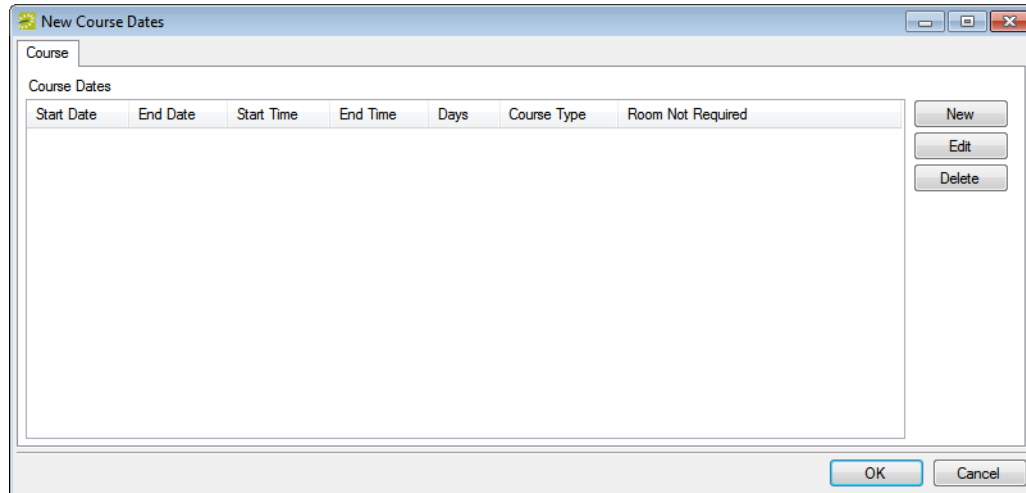 New Course Dates
Course
Course Dates
Start Date End Date Start Time End Time Days Course Type Room Not Required
New
Edit
Delete
OK Cancel